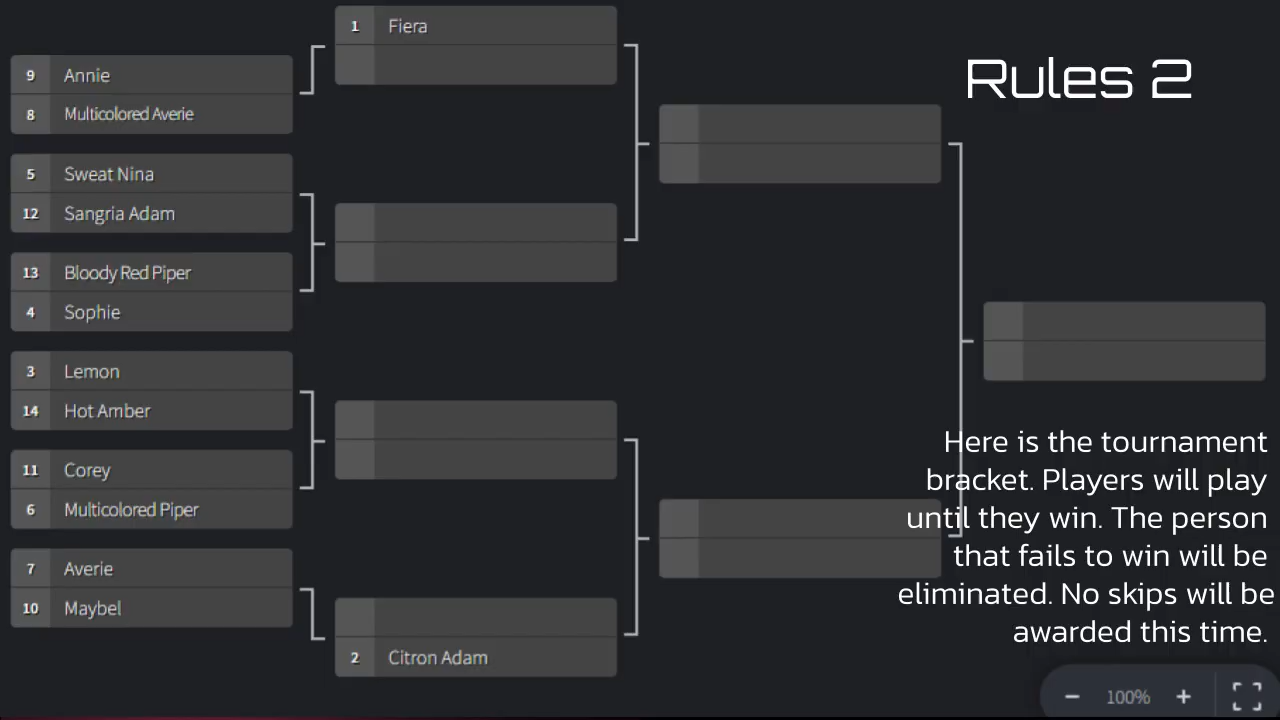 1 Fiera
Rules 2
9 Annie
8 Multicolored Averie
5 Sweat Nina
12 Sangria Adam
13 Bloody Red Piper
4 Sophie
3 Lemon
14 Hot Amber
11 Corey
6 Multicolored Piper
7 Averie
10 Maybel
2 Citron Adam
Here is the tournament
bracket. Players will play
until they win. The person
that fails to win will be
eliminated. No skips will be
awarded this time.
− 100% +